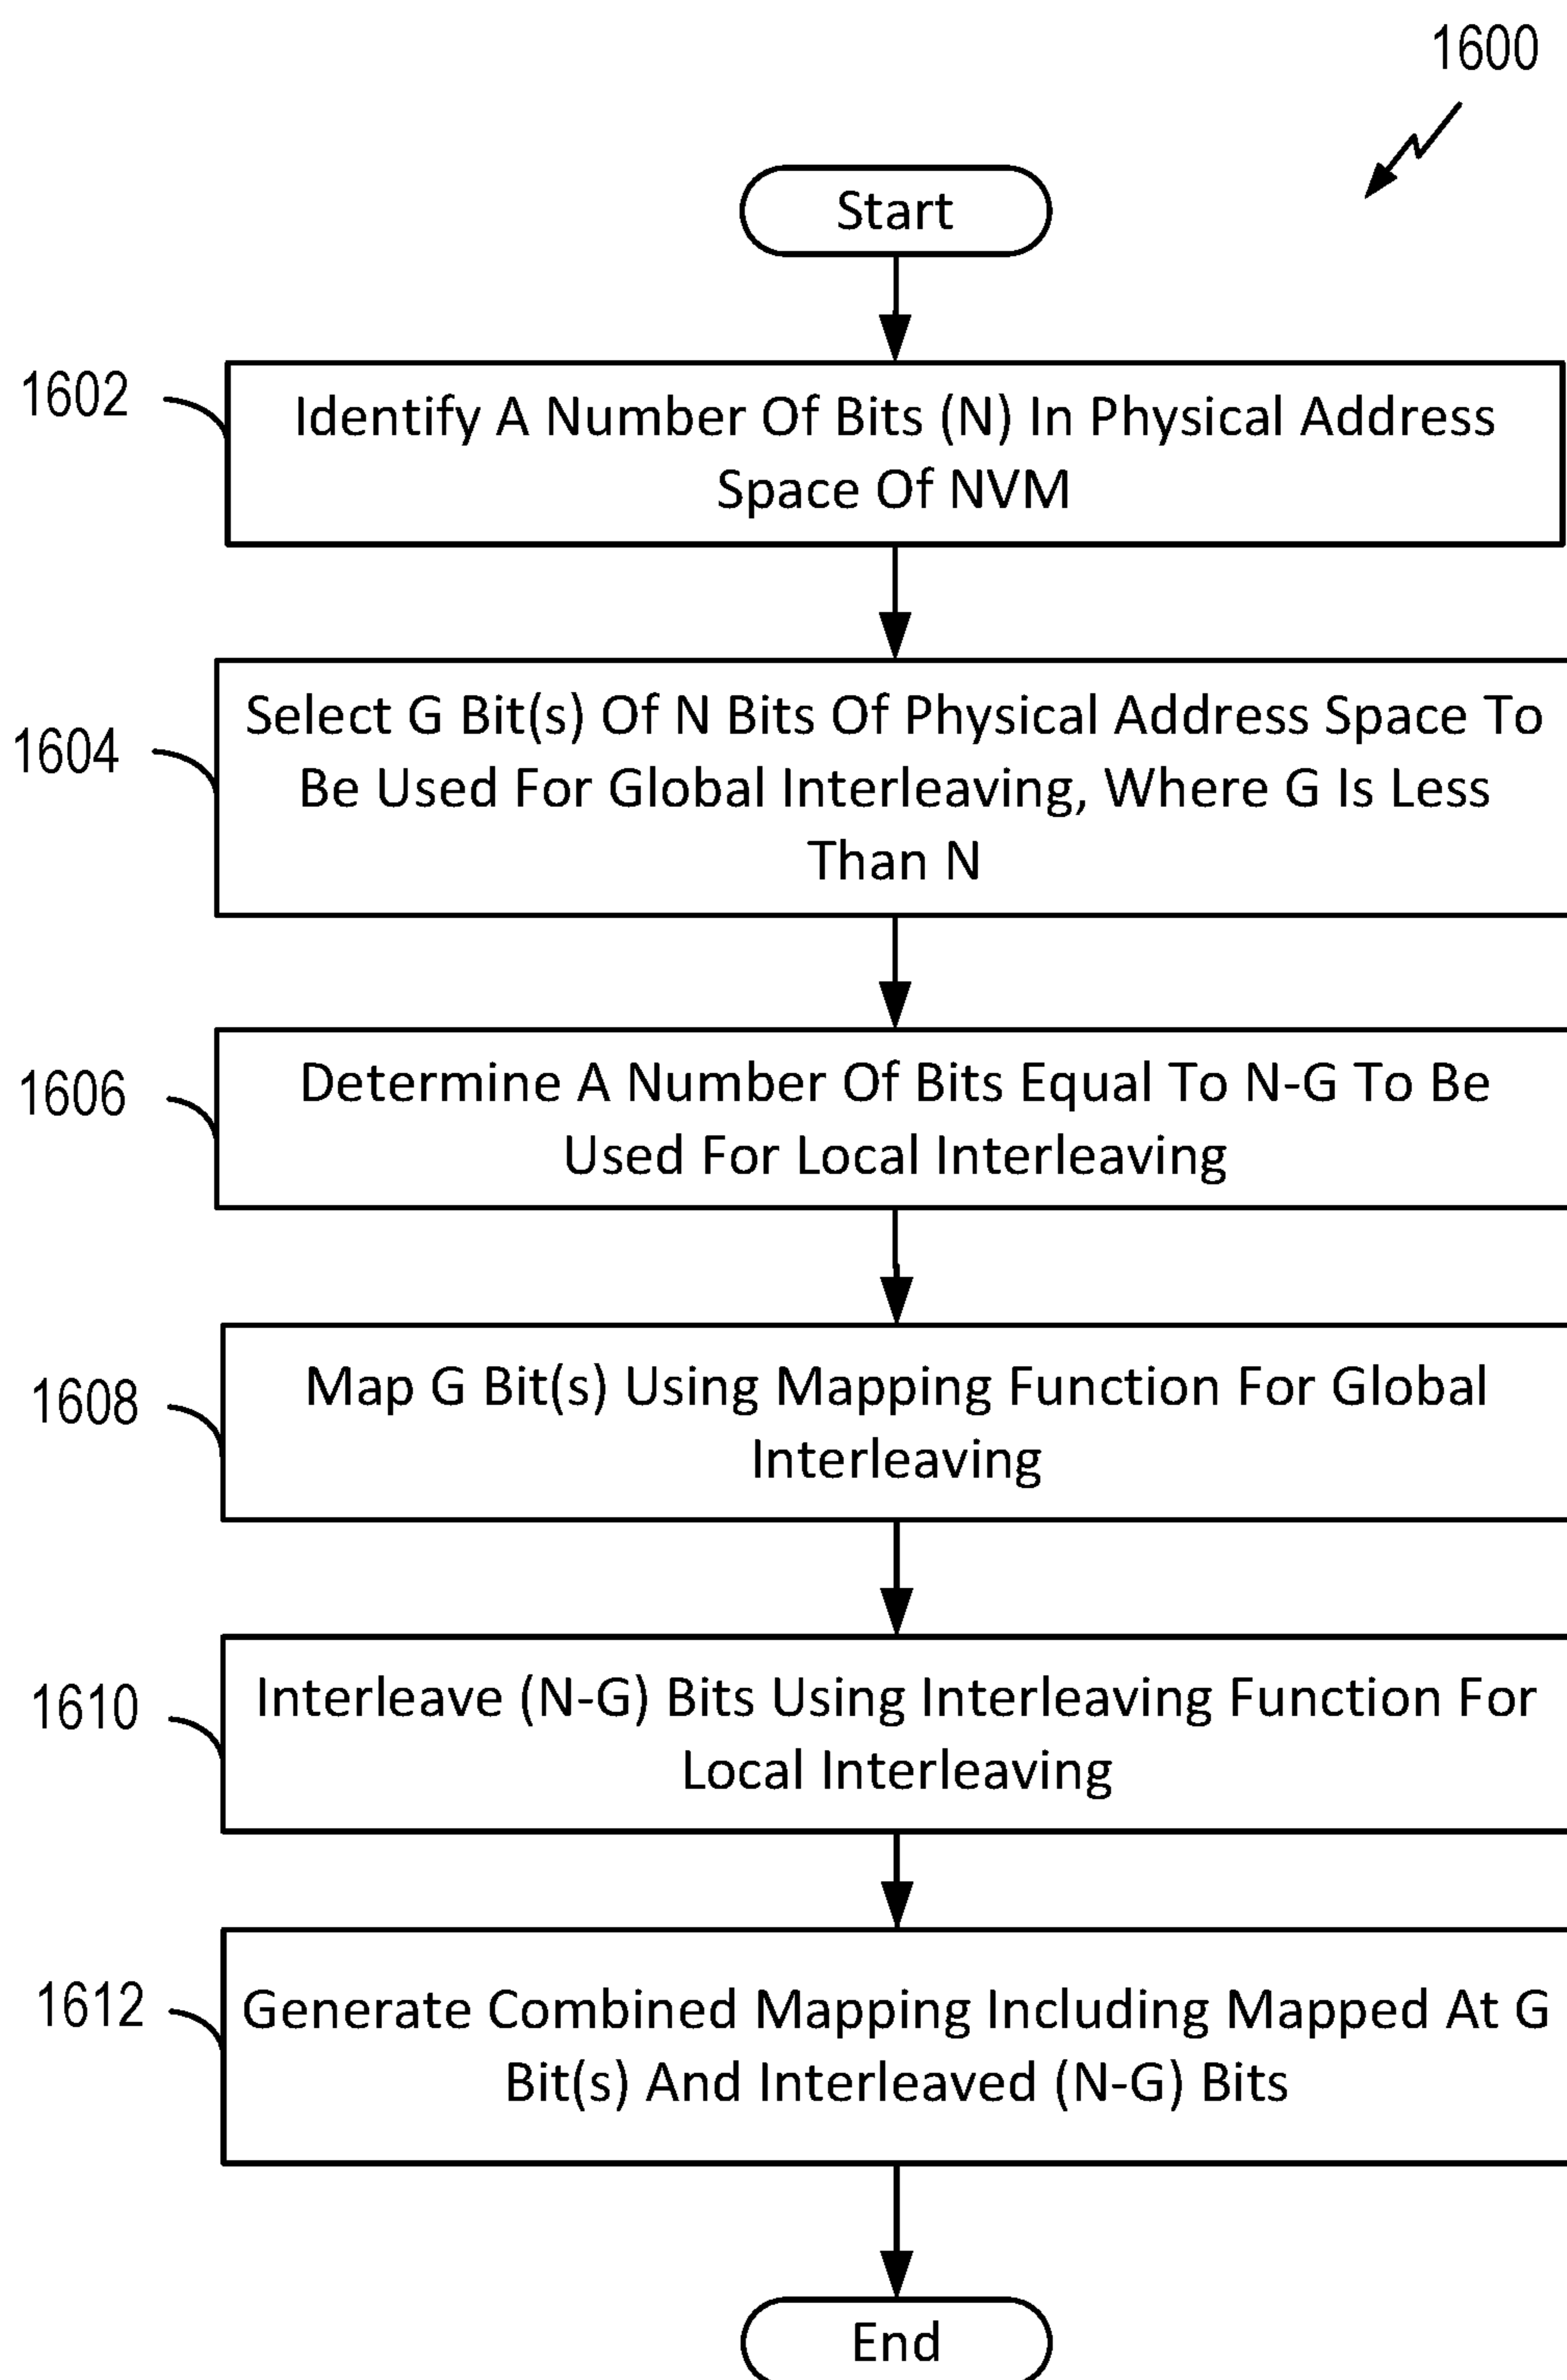 1600
Start
1602
Identify A Number Of Bits (N) In Physical Address
Space Of NVM
1604
Select G Bit(s) Of N Bits Of Physical Address Space To
Be Used For Global Interleaving, Where G Is Less
Than N
1606
Determine A Number Of Bits Equal To N-G To Be
Used For Local Interleaving
1608
Map G Bit(s) Using Mapping Function For Global
Interleaving
1610
Interleave (N-G) Bits Using Interleaving Function For
Local Interleaving
1612
Generate Combined Mapping Including Mapped At G
Bit(s) And Interleaved (N-G) Bits
End